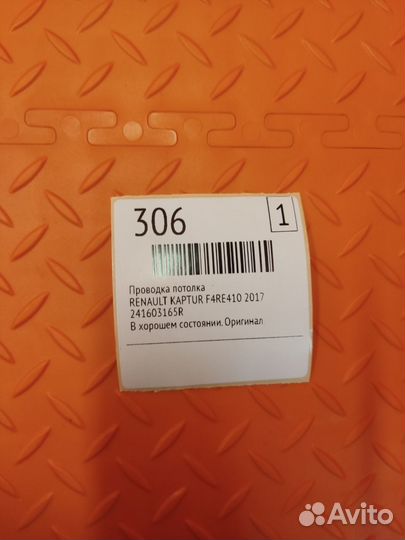 306
1
Проводка потолка
RENAULT KAPTUR F4RE410 2017
241603165R
В хорошем состоянии. Оригинал
Avito